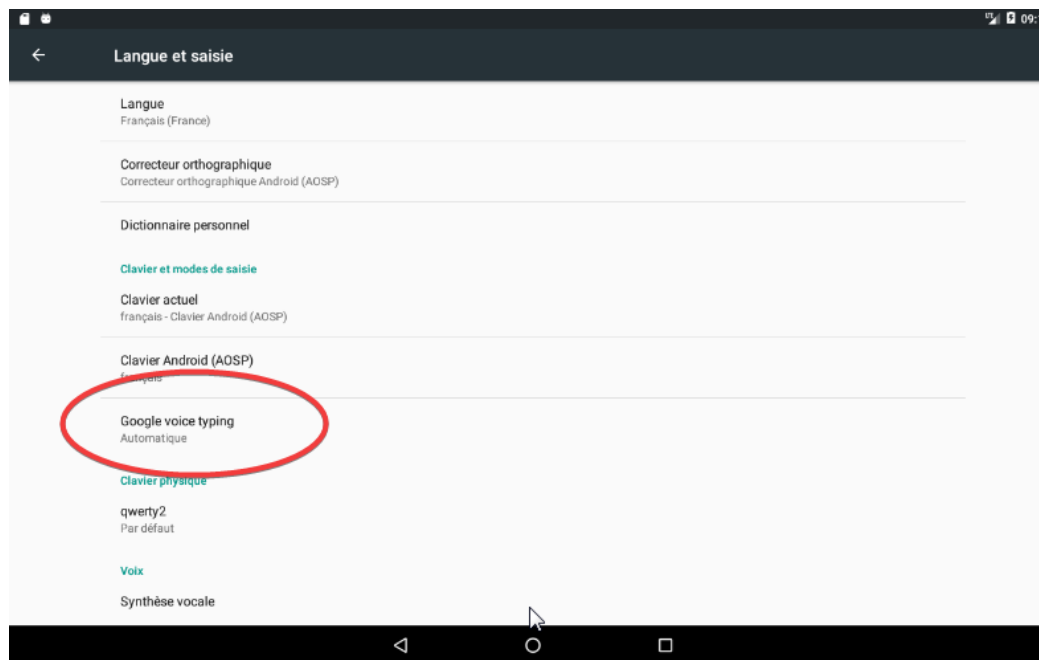 09:
Langue et saisie
Langue
Français (France)
Correcteur orthographique
Correcteur orthographique Android (AOSP)
Dictionnaire personnel
Clavier et modes de saisie
Clavier actuel
français - Clavier Android (AOSP)
Clavier Android (AOSP)
français
Google voice typing
Automatique
Clavier physique
qwerty2
Par défaut
Voix
Synthèse vocale